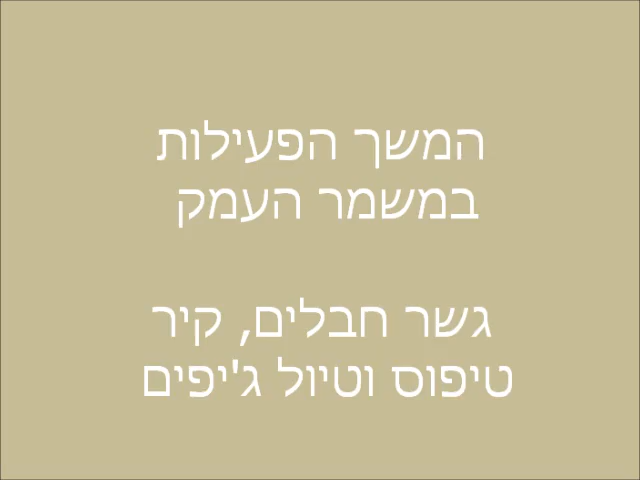 המשך הפעילות
במשמר העמק
גשר חבלים, קיר
טיפוס וטיול ג'יפים